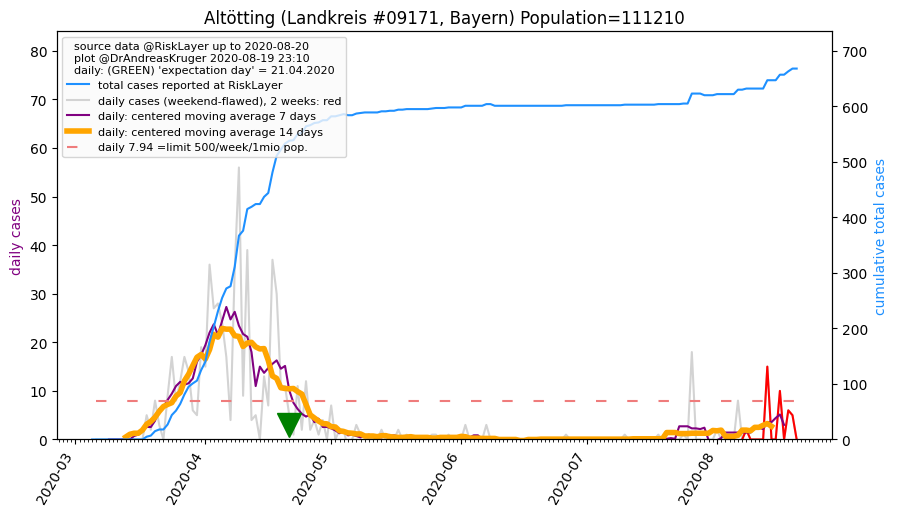 Altötting (Landkreis #09171, Bayern) Population=111210
source data @RiskLayer up to 2020-08-20
plot @DrAndreasKruger 2020-08-19 23:10
daily: (GREEN) 'expectation day' = 21.04.2020
total cases reported at RiskLayer
daily cases (weekend-flawed), 2 weeks: red
daily: centered moving average 7 days
daily: centered moving average 14 days
daily 7.94 =limit 500/week/1mio pop.
daily cases
80
70
60
50
40
30
20
10
0
cumulative total cases
700
600
500
400
300
200
100
0
2020-03
2020-04
2020-05
2020-06
2020-07
2020-08